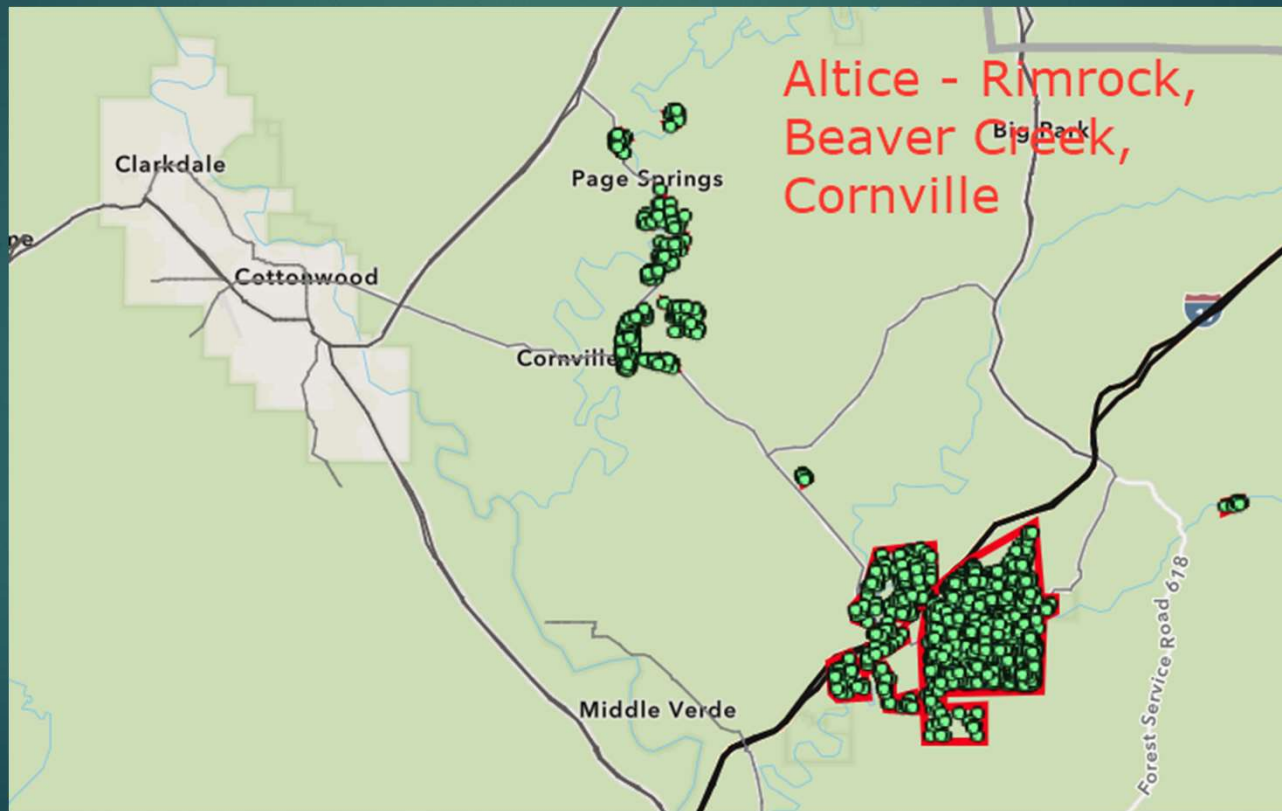 Altice - Rimrock,
Beaver Creek,
Cornville
Big Park
Clarkdale
Page Springs
Cottonwood
Cornville
Middle Verde
Forest Service Road 618